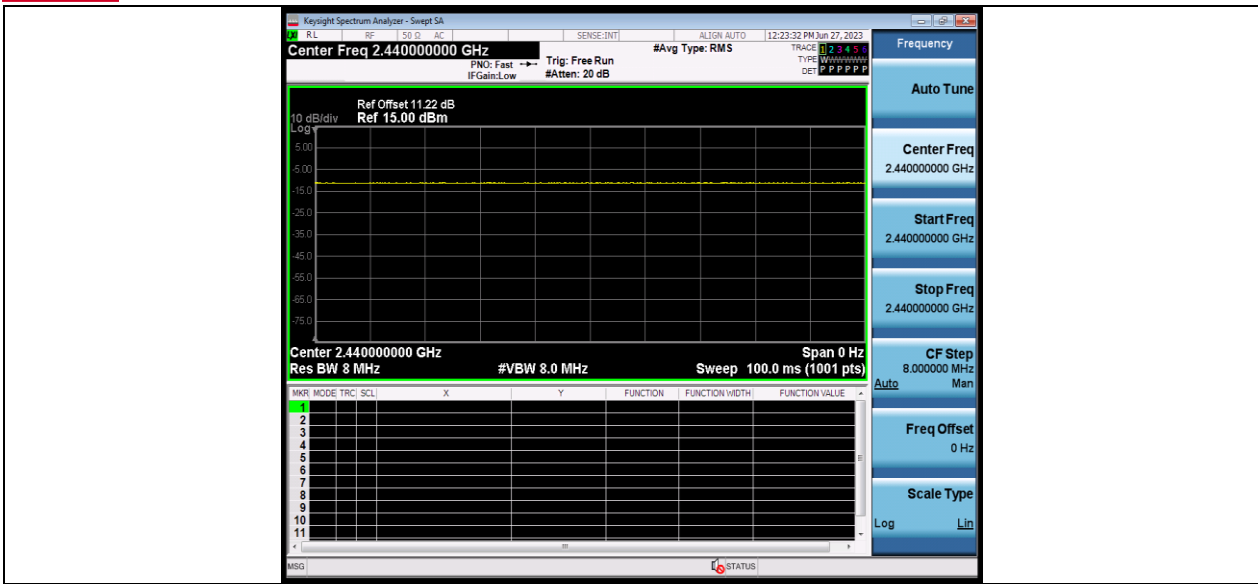 Keysight Spectrum Analyzer - Swept SA
RL RF 50 Ω AC SENSE:INT ALIGN AUTO 12:23:32 PM Jun 27, 2023
Center Freq 2.440000000 GHz #Avg Type: RMS TRACE 1 2 3 4 5 6
PNO: Fast Trig: Free Run TYPE WWWWWW
IFGain:Low #Atten: 20 dB DET P P P P P P
Ref Offset 11.22 dB
10 dB/div Ref 15.00 dBm
Log
5.00
-5.00
-15.0
-25.0
-35.0
-45.0
-55.0
-65.0
-75.0
Center 2.440000000 GHz Span 0 Hz
Res BW 8 MHz #VBW 8.0 MHz Sweep 100.0 ms (1001 pts)
MKR MODE TRC SCL X Y FUNCTION FUNCTION WIDTH FUNCTION VALUE
1
2
3
4
5
6
7
8
9
10
11
MSG STATUS
Frequency
Auto Tune
Center Freq
2.440000000 GHz
Start Freq
2.440000000 GHz
Stop Freq
2.440000000 GHz
CF Step
8.000000 MHz
Auto Man
Freq Offset
0 Hz
Scale Type
Log Lin